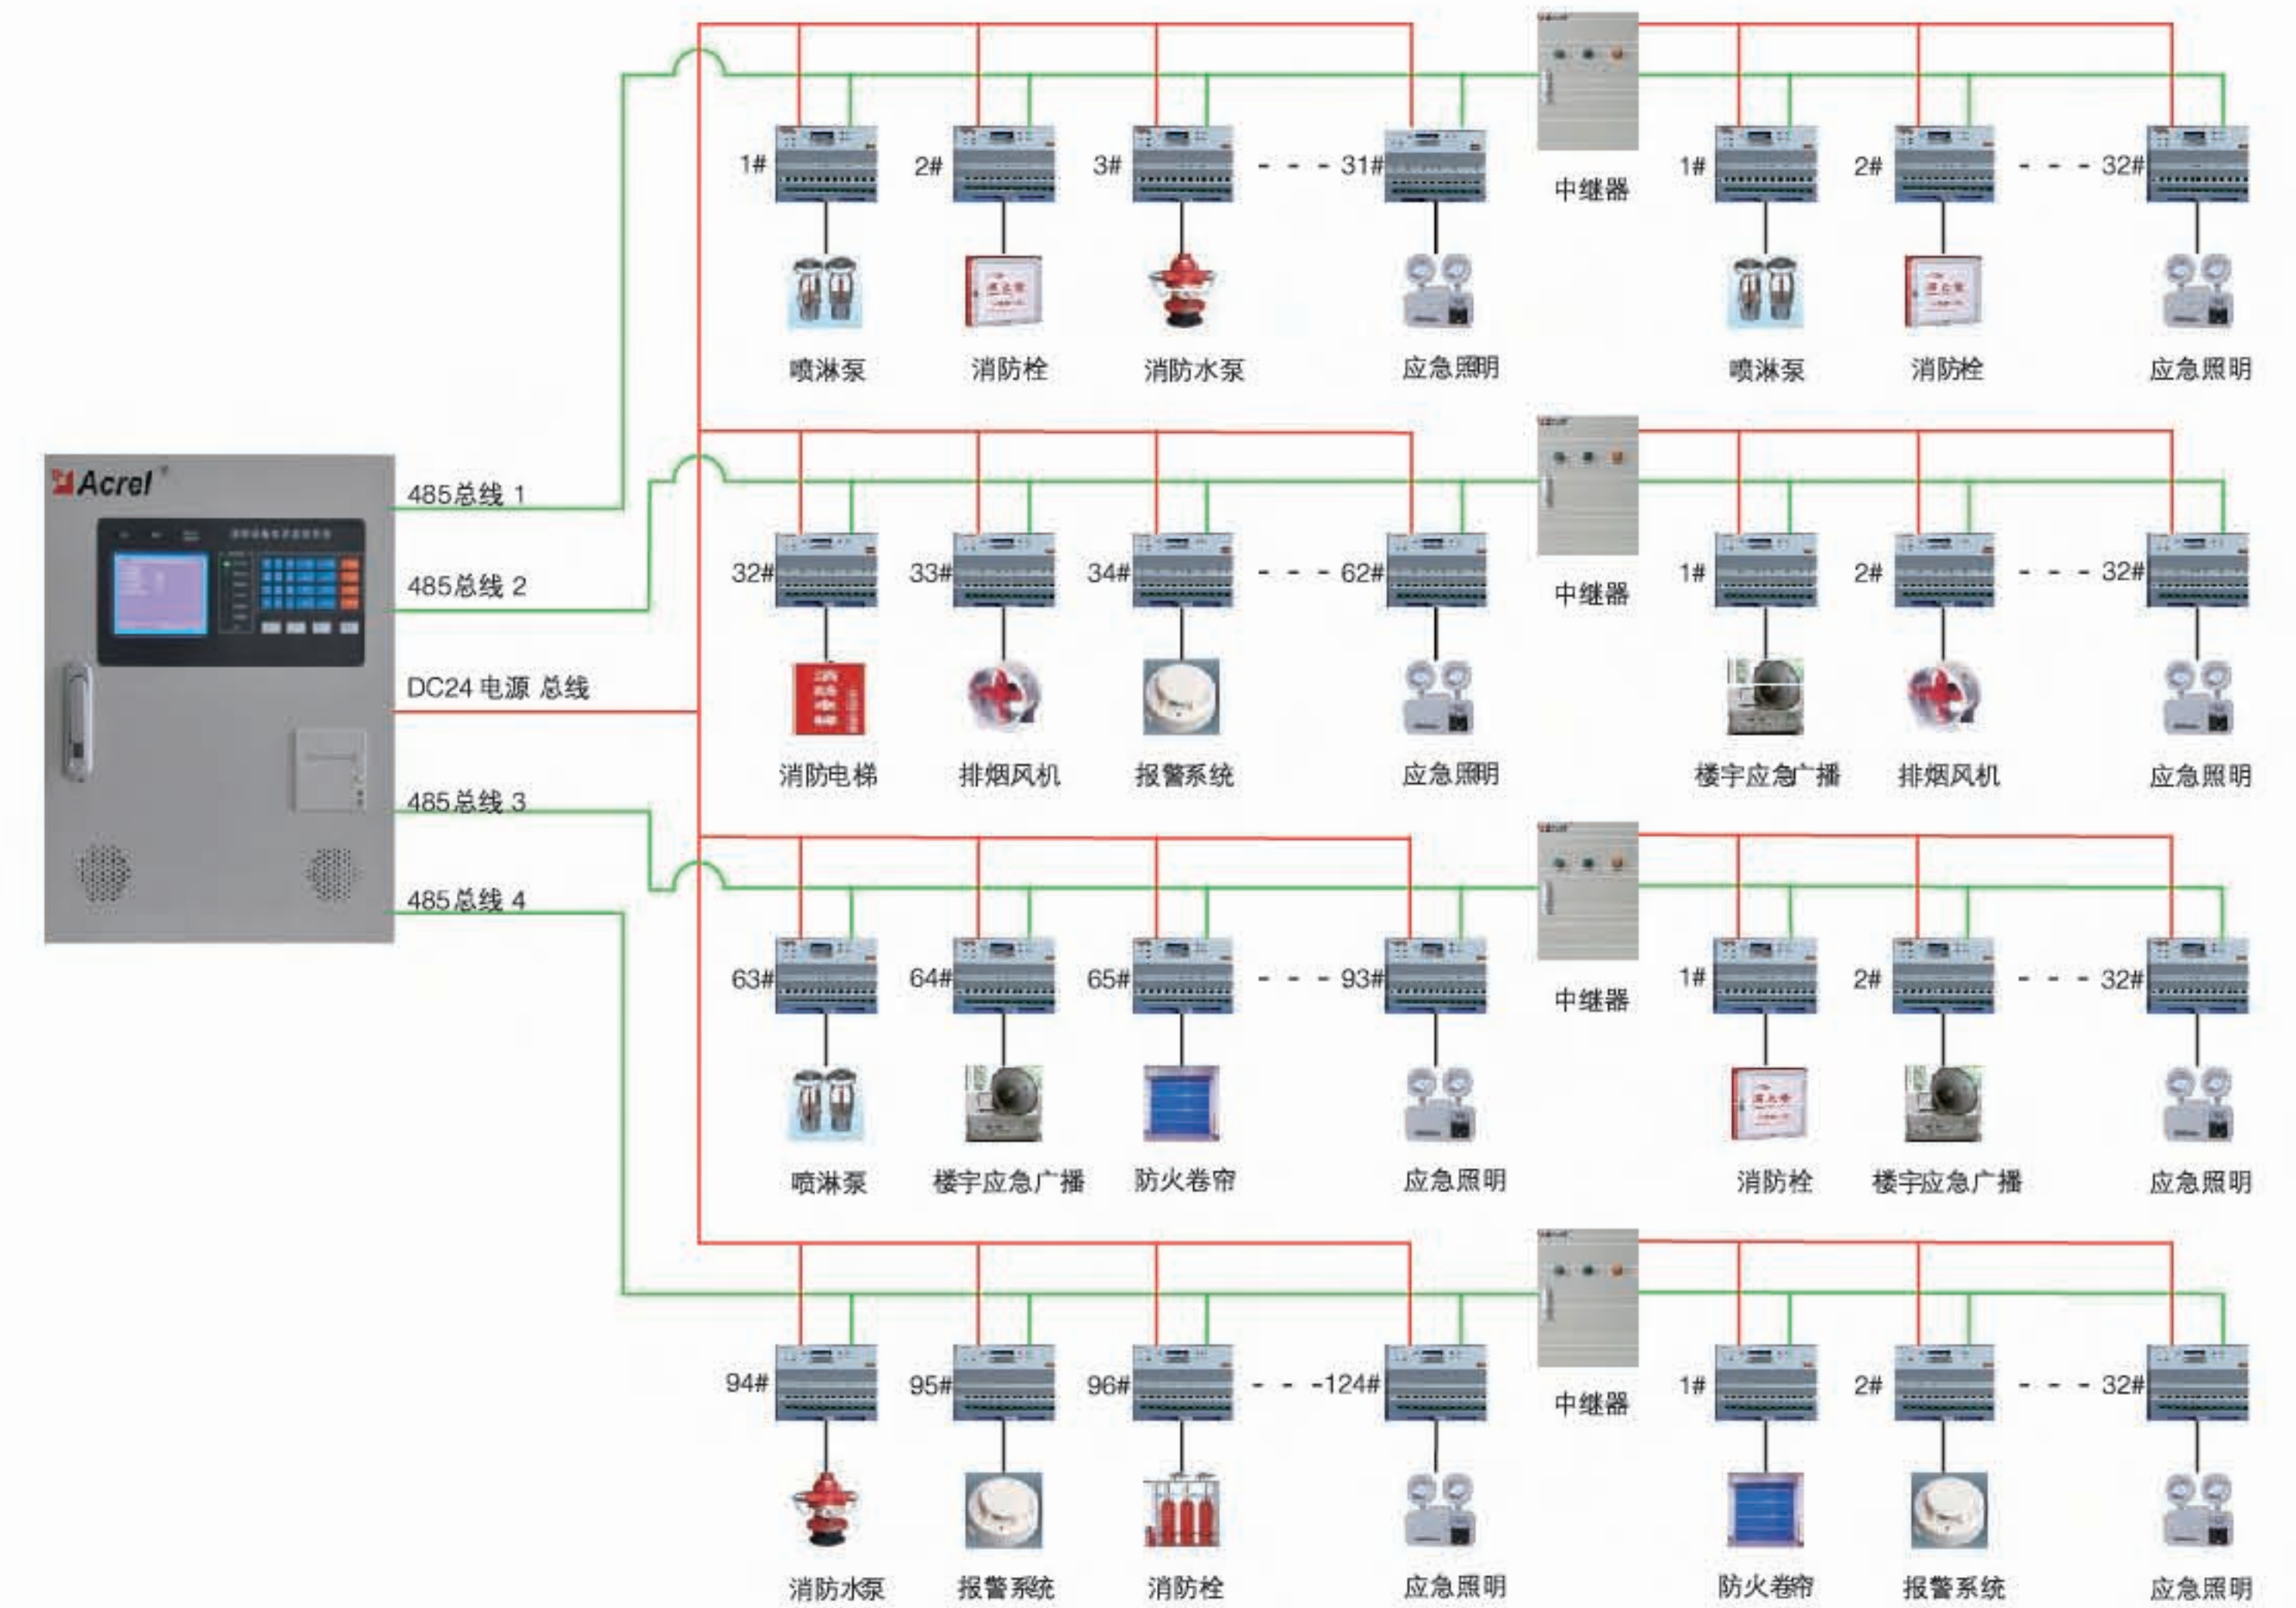 1#
2#
3#
- - - 31#
中继器
1#
2#
- - - 32#
喷淋泵
消防栓
消防水泵
应急照明
喷淋泵
消防栓
应急照明
Acrel
485总线 1
485总线 2
DC24 电源 总线
485总线 3
485总线 4
32#
33#
34#
- - - 62#
中继器
1#
2#
- - - 32#
消防电梯
排烟风机
报警系统
应急照明
楼宇应急广播
排烟风机
应急照明
63#
64#
65#
- - - 93#
中继器
1#
2#
- - - 32#
喷淋泵
楼宇应急广播
防火卷帘
应急照明
消防栓
楼宇应急广播
应急照明
94#
95#
96#
- - -124#
中继器
1#
2#
- - - 32#
消防水泵
报警系统
消防栓
应急照明
防火卷帘
报警系统
应急照明